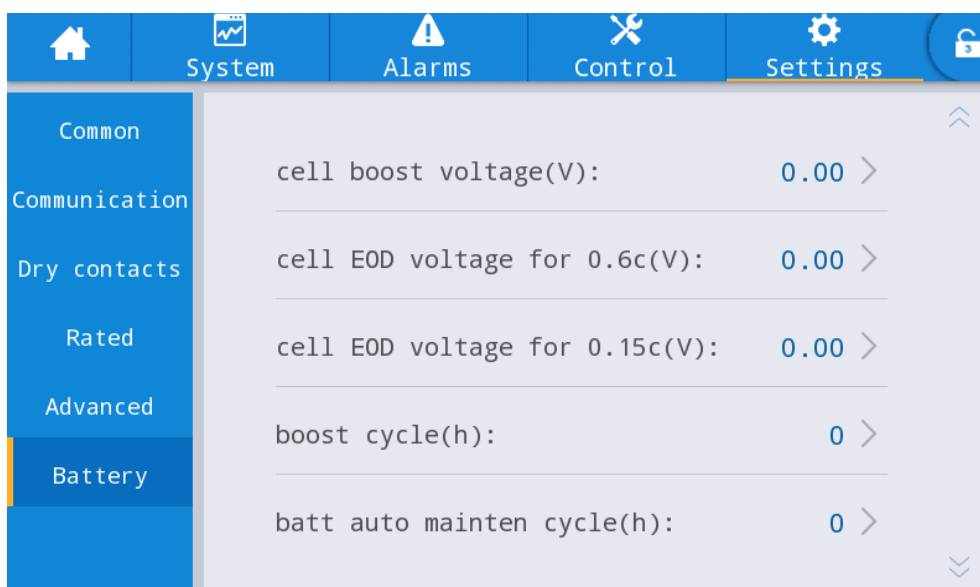 System Alarms Control Settings
3
Common
Communication
Dry contacts
Rated
Advanced
Battery
cell boost voltage(V): 0.00
cell EOD voltage for 0.6c(V): 0.00
cell EOD voltage for 0.15c(V): 0.00
boost cycle(h): 0
batt auto mainten cycle(h): 0